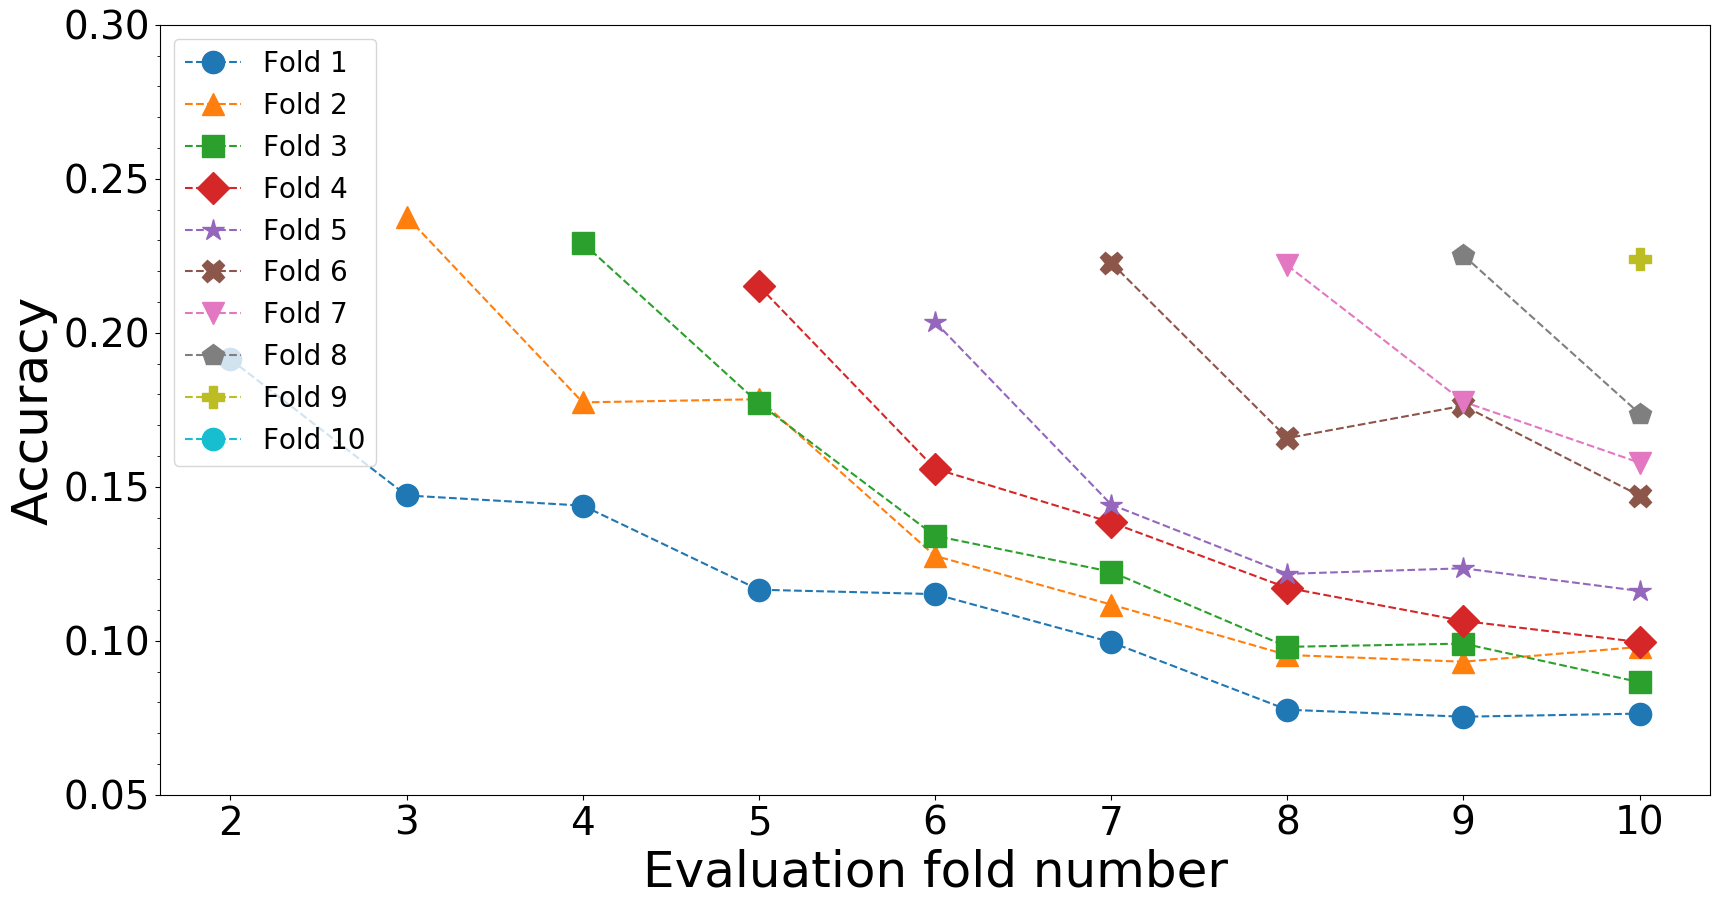 0.30
0.25
0.20
0.15
0.10
0.05
Accuracy
Fold 1
Fold 2
Fold 3
Fold 4
Fold 5
Fold 6
Fold 7
Fold 8
Fold 9
Fold 10
2 3 4 5 6 7 8 9 10
Evaluation fold number